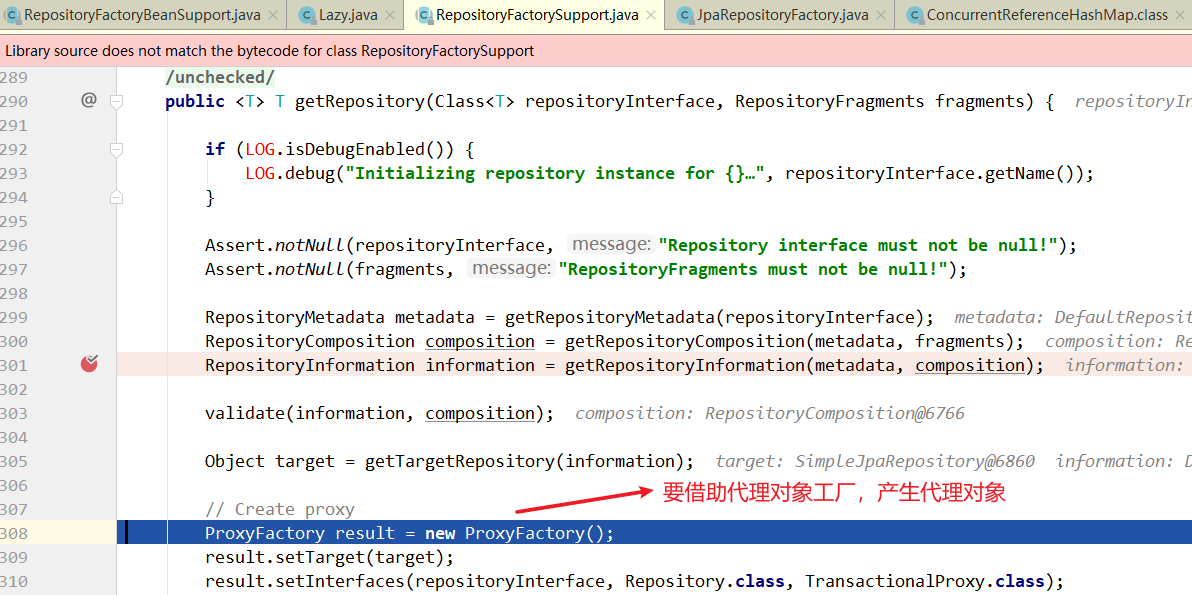 RepositoryFactoryBeanSupport.java Lazy.java RepositoryFactorySupport.java JpaRepositoryFactory.java ConcurrentReferenceHashMap.class
Library source does not match the bytecode for class RepositoryFactorySupport
289 /unchecked/
290 @ public <T> T getRepository(Class<T> repositoryInterface, RepositoryFragments fragments) { repositoryIn
291
292 if (LOG.isDebugEnabled()) {
293 LOG.debug("Initializing repository instance for {}…", repositoryInterface.getName());
294 }
295
296 Assert.notNull(repositoryInterface, message: "Repository interface must not be null!");
297 Assert.notNull(fragments, message: "RepositoryFragments must not be null!");
298
299 RepositoryMetadata metadata = getRepositoryMetadata(repositoryInterface); metadata: DefaultReposit
300 RepositoryComposition composition = getRepositoryComposition(metadata, fragments); composition: Re
301 RepositoryInformation information = getRepositoryInformation(metadata, composition); information:
302
303 validate(information, composition); composition: RepositoryComposition@6766
304
305 Object target = getTargetRepository(information); target: SimpleJpaRepository@6860 information: D
306 要借助代理对象工厂，产生代理对象
307 // Create proxy
308 ProxyFactory result = new ProxyFactory();
309 result.setTarget(target);
310 result.setInterfaces(repositoryInterface, Repository.class, TransactionalProxy.class);